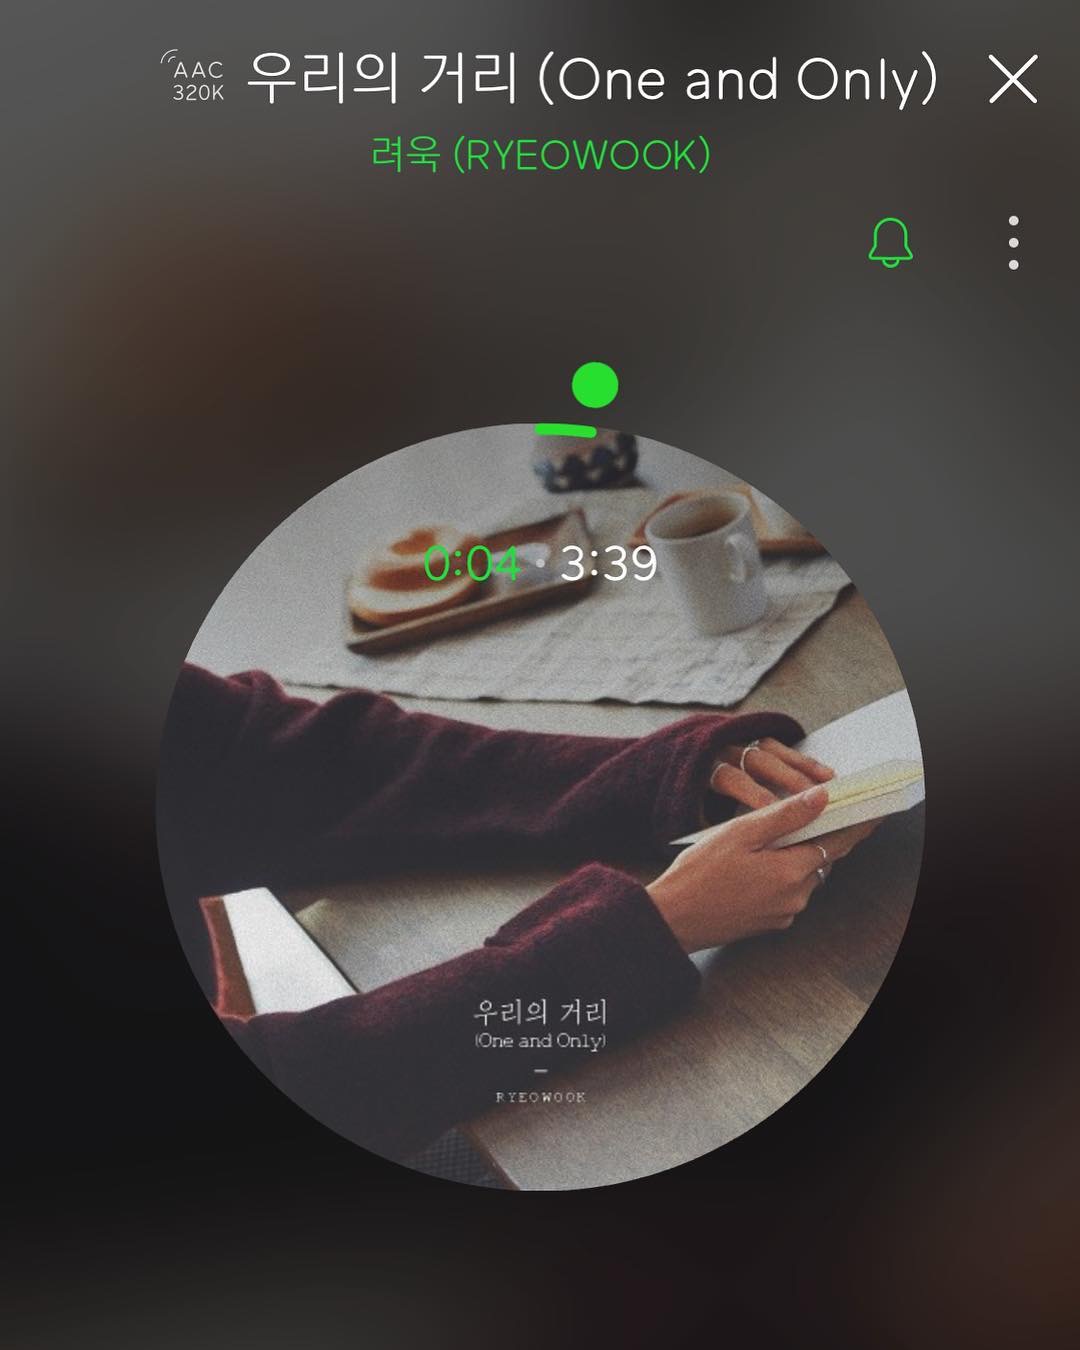 AAC
320K
우리의 거리 (One and Only)
려욱 (RYEOWOOK)
0:04 · 3:39
우리의 거리
(One and Only)
–
RYEOWOOK